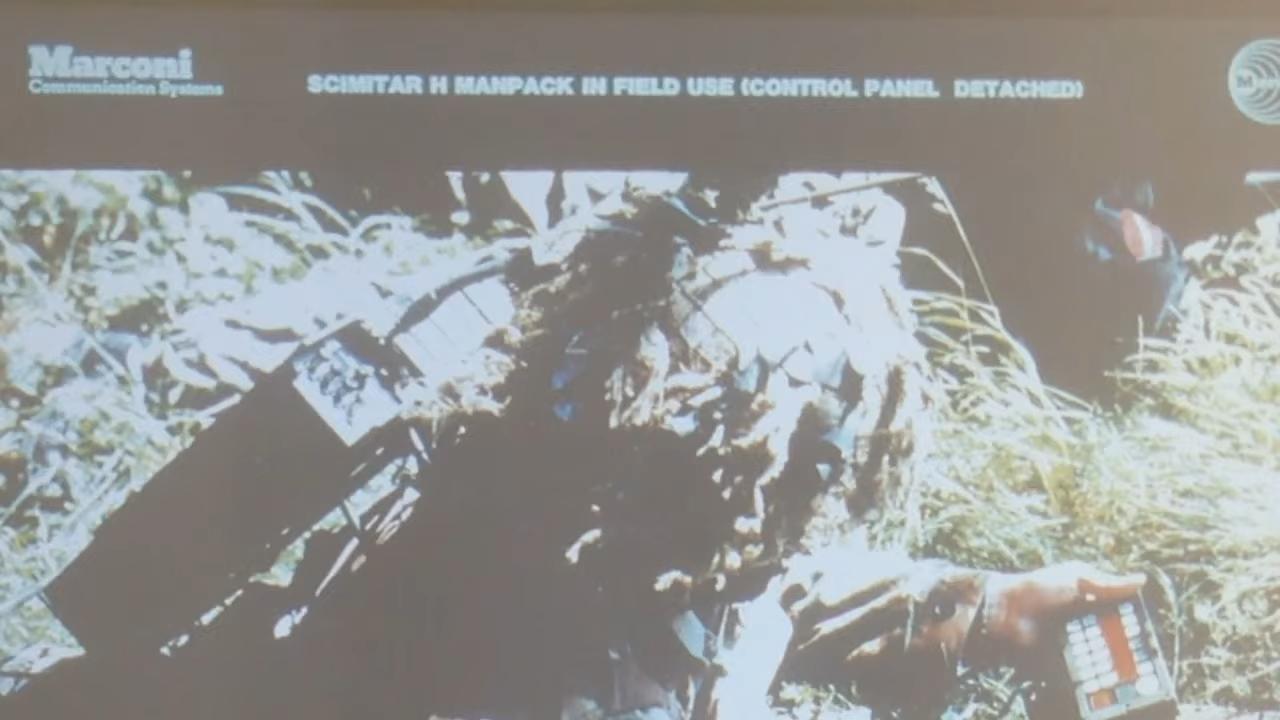 Marconi
Communication Systems
SCIMITAR H MANPACK IN FIELD USE (CONTROL PANEL DETACHED)
M